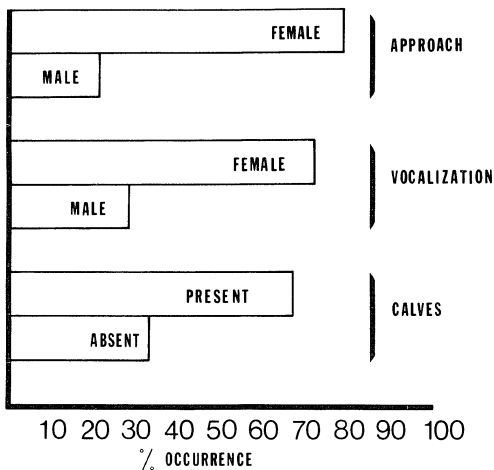 FEMALE
MALE
APPROACH
FEMALE
MALE
VOCALIZATION
PRESENT
ABSENT
CALVES
10 20 30 40 50 60 70 80 90 100
% OCCURRENCE